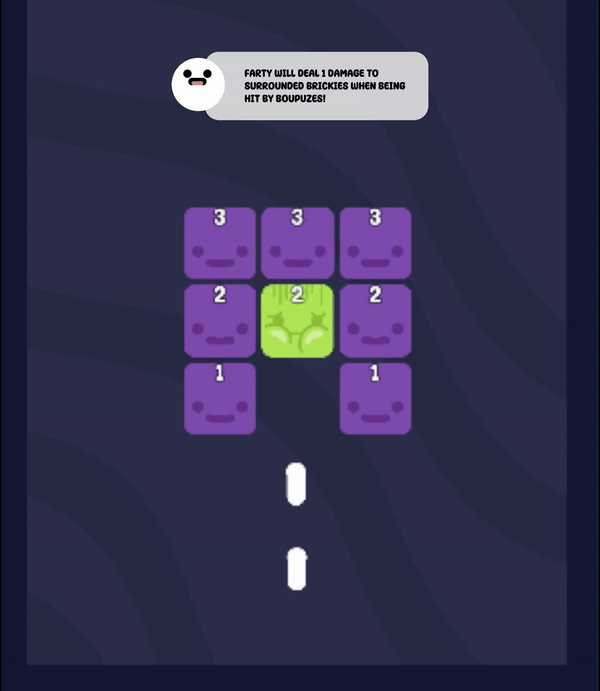 FARTY WILL DEAL 1 DAMAGE TO
SURROUNDED BRICKIES WHEN BEING
HIT BY BOUPUZES!
3 3 3
2 2 2
1 1